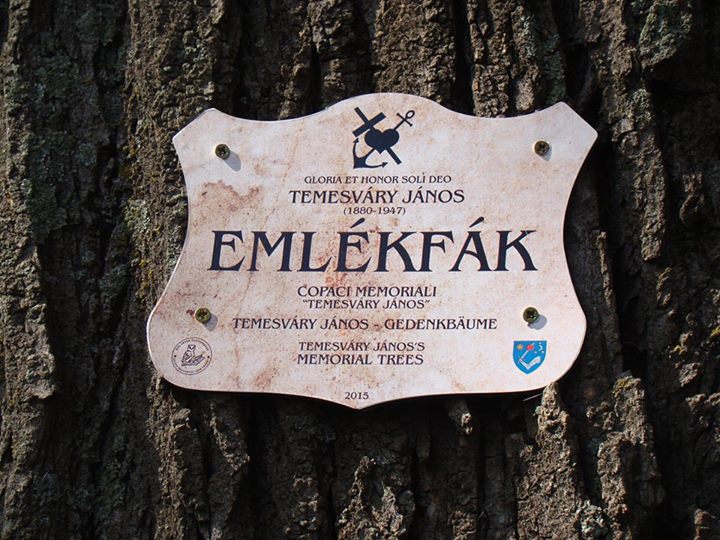 GLORIA ET HONOR SOLI DEO
TEMESVÁRY JÁNOS
(1880-1947)
EMLÉKFÁK
COPACI MEMORIALI
"TEMESVÁRY JÁNOS"
TEMESVÁRY JÁNOS - GEDENKBÄUME
TEMESVÁRY JÁNOS'S
MEMORIAL TREES
2015